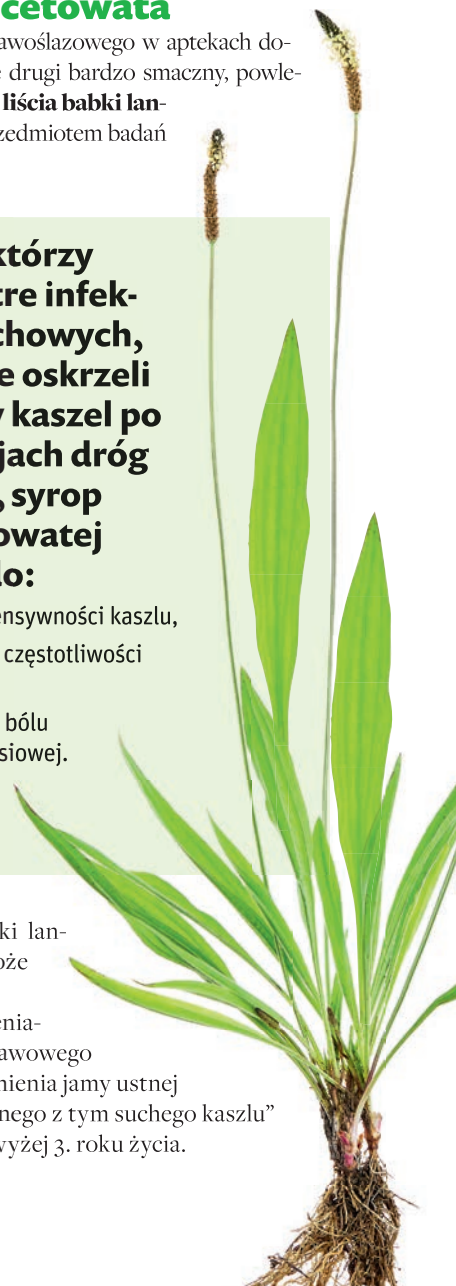 cetowata
awoślazowego w aptekach do-
e drugi bardzo smaczny, powle-
liścia babki lan-
zedmiotem badań
którzy
tre infek-
chowych,
e oskrzeli
y kaszel po
jach dróg
, syrop
owatej
lo:
ensywności kaszlu,
częstotliwości
bólu
siowej.
ki lan-
oże
enia-
awowego
nienia jamy ustnej
nego z tym suchego kaszlu”
wyżej 3. roku życia.